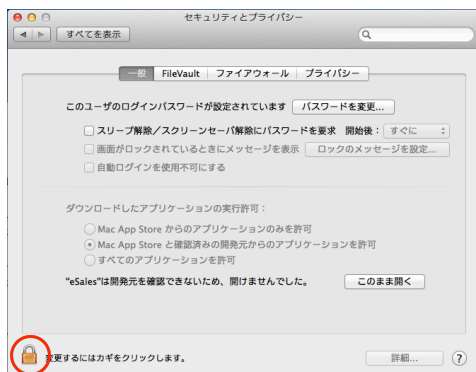 セキュリティとプライバシー
すべてを表示
一般 FileVault ファイアウォール プライバシー
このユーザのログインパスワードが設定されています パスワードを変更...
スリープ解除／スクリーンセーバ解除にパスワードを要求 開始後： すぐに
画面がロックされているときにメッセージを表示 ロックのメッセージを設定...
自動ログインを使用不可にする
ダウンロードしたアプリケーションの実行許可：
Mac App Store からのアプリケーションのみを許可
Mac App Store と確認済みの開発元からのアプリケーションを許可
すべてのアプリケーションを許可
"eSales"は開発元を確認できないため、開けませんでした。 このまま開く
変更するにはカギをクリックします。 詳細... ?